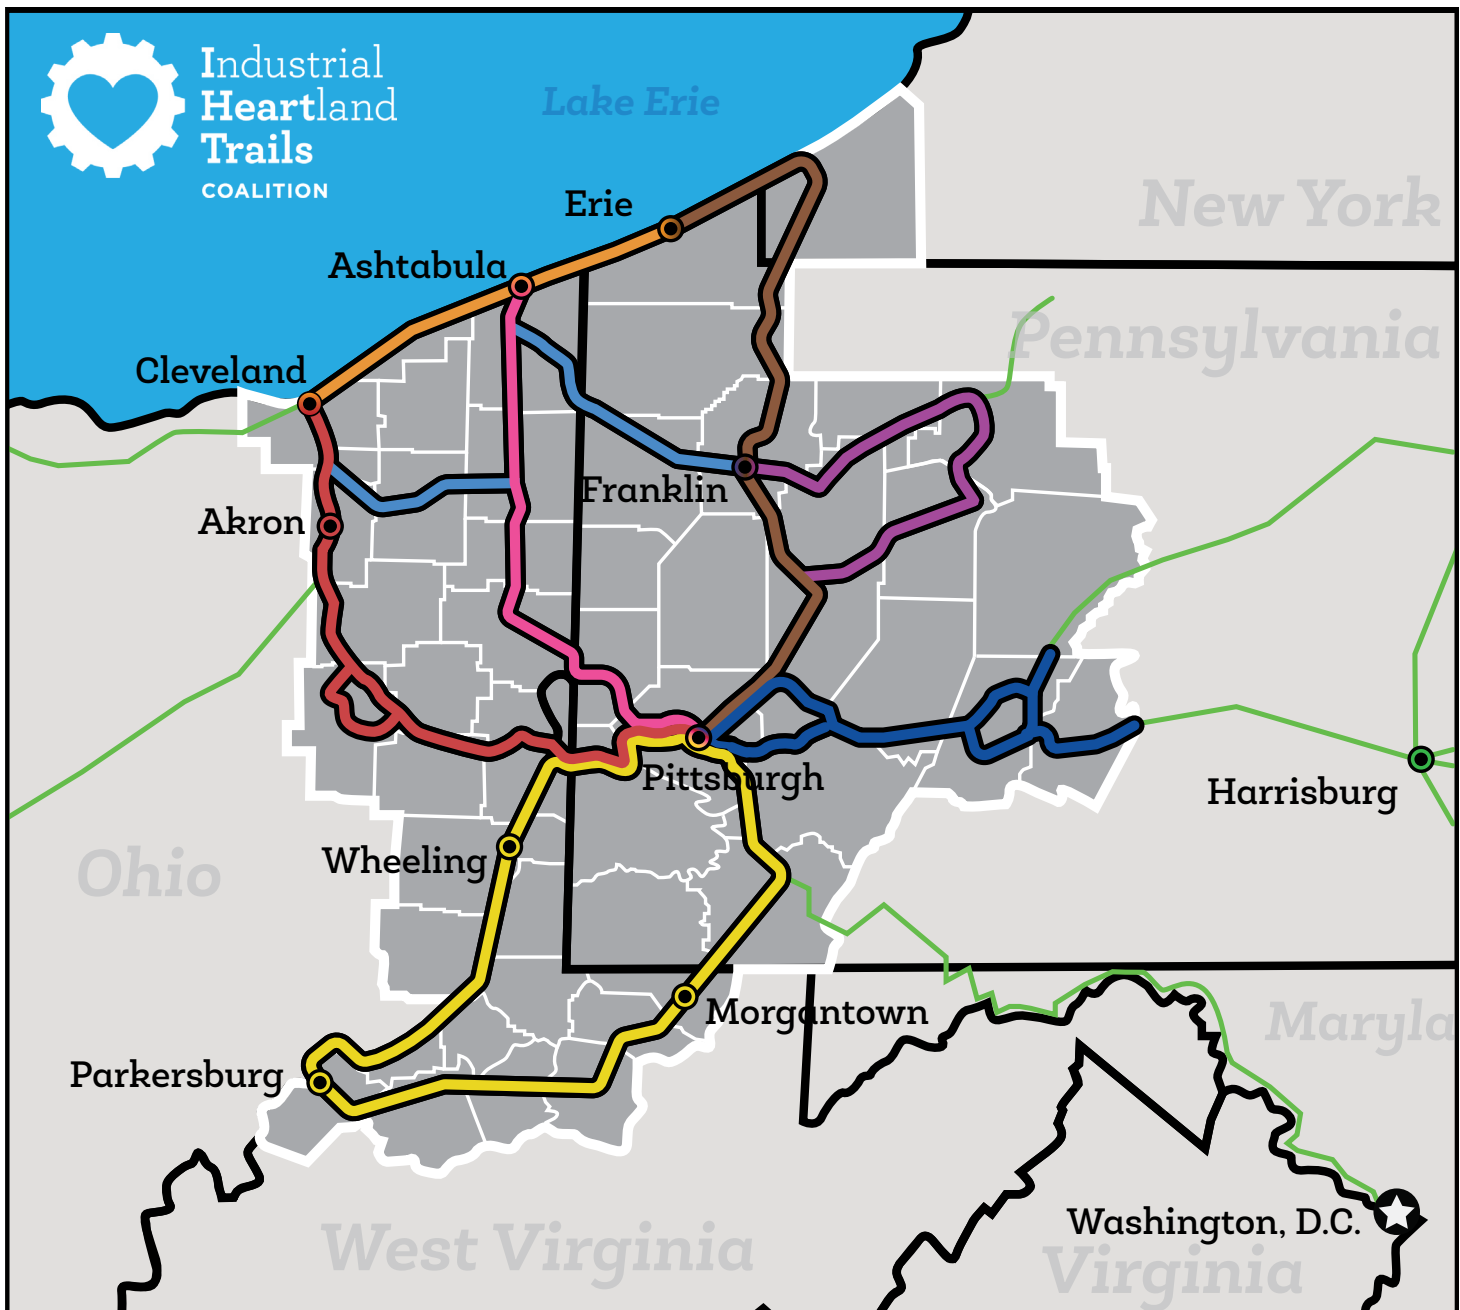 Industrial
Heartland
Trails
COALITION
Lake Erie
New York
Erie
Ashtabula
Pennsylvania
Cleveland
Franklin
Akron
Pittsburgh
Harrisburg
Wheeling
Ohio
Morgantown
Maryla
Parkersburg
Washington, D.C.
West Virginia
Virginia